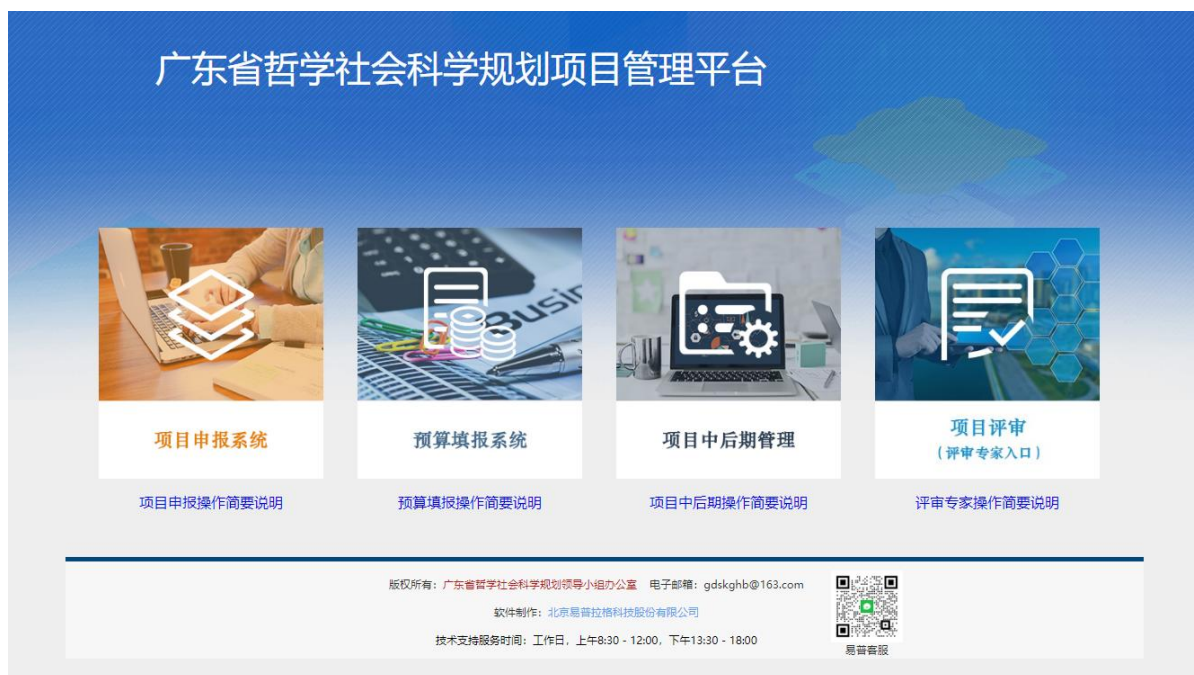 广东省哲学社会科学规划项目管理平台
Busin
项目申报系统
预算填报系统
项目中后期管理
项目评审
（评审专家入口）
项目申报操作简要说明
预算填报操作简要说明
项目中后期操作简要说明
评审专家操作简要说明
版权所有：广东省哲学社会科学规划领导小组办公室 电子邮箱：gdskghb@163.com
软件制作：北京易普拉格科技股份有限公司
技术支持服务时间：工作日，上午8:30 - 12:00，下午13:30 - 18:00
易普客服